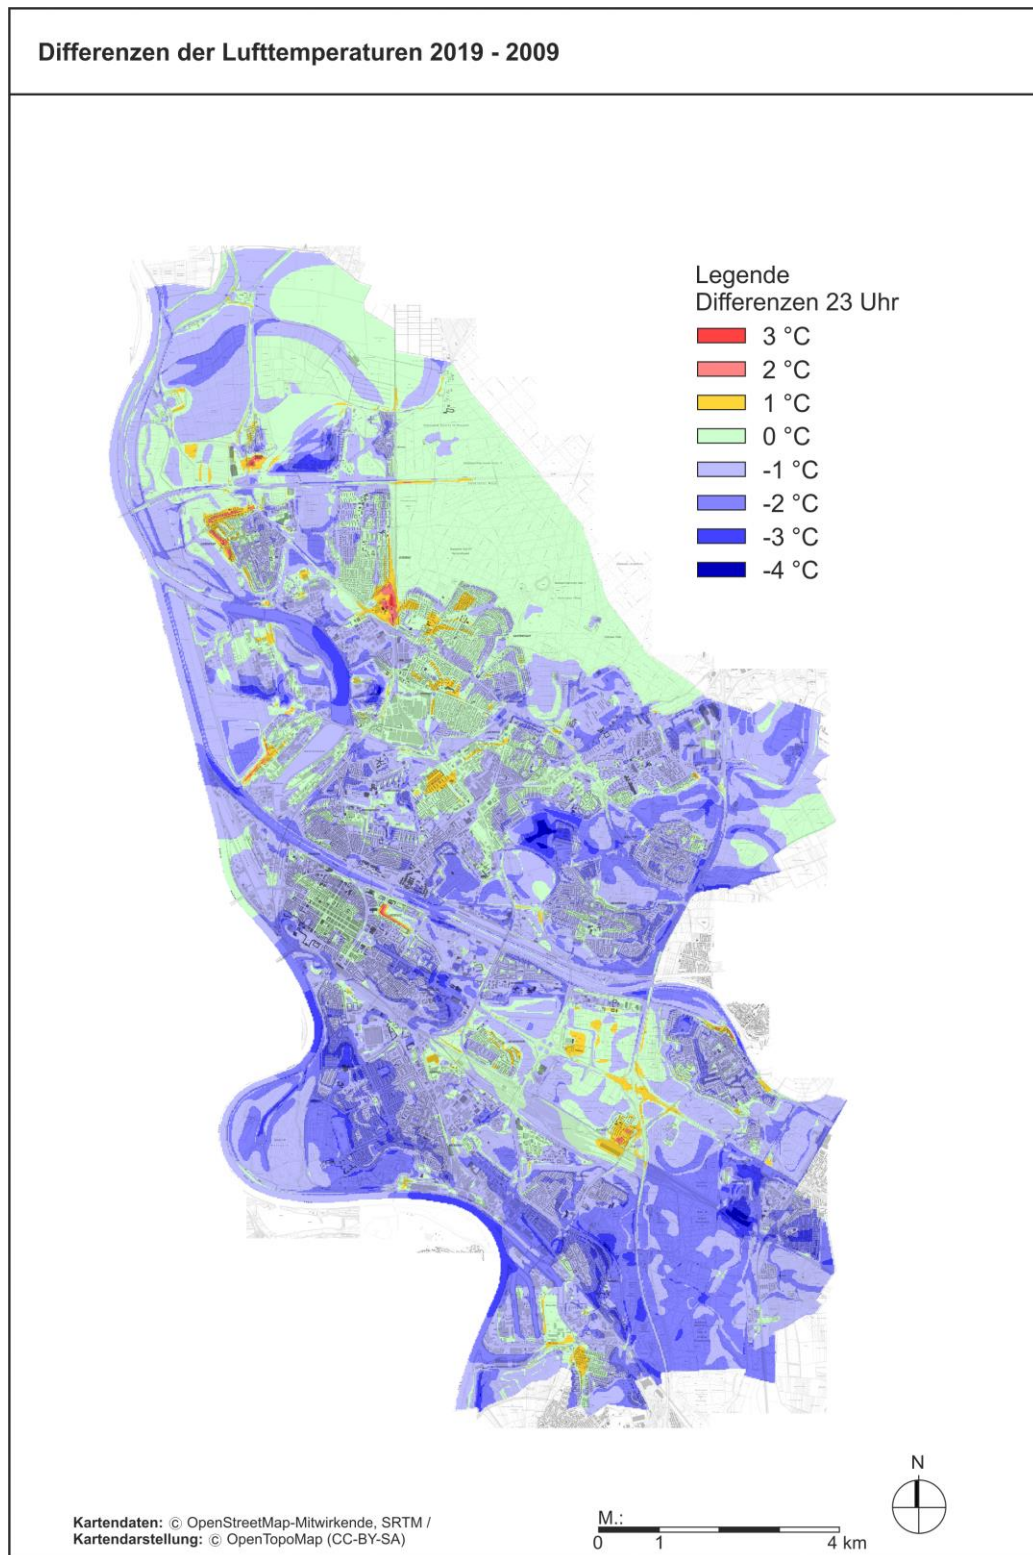 Differenzen der Lufttemperaturen 2019 - 2009
Legende
Differenzen 23 Uhr
3 °C
2 °C
1 °C
0 °C
-1 °C
-2 °C
-3 °C
-4 °C
N
Kartendaten: © OpenStreetMap-Mitwirkende, SRTM /
Kartendarstellung: © OpenTopoMap (CC-BY-SA)
M.:
0 1 4 km